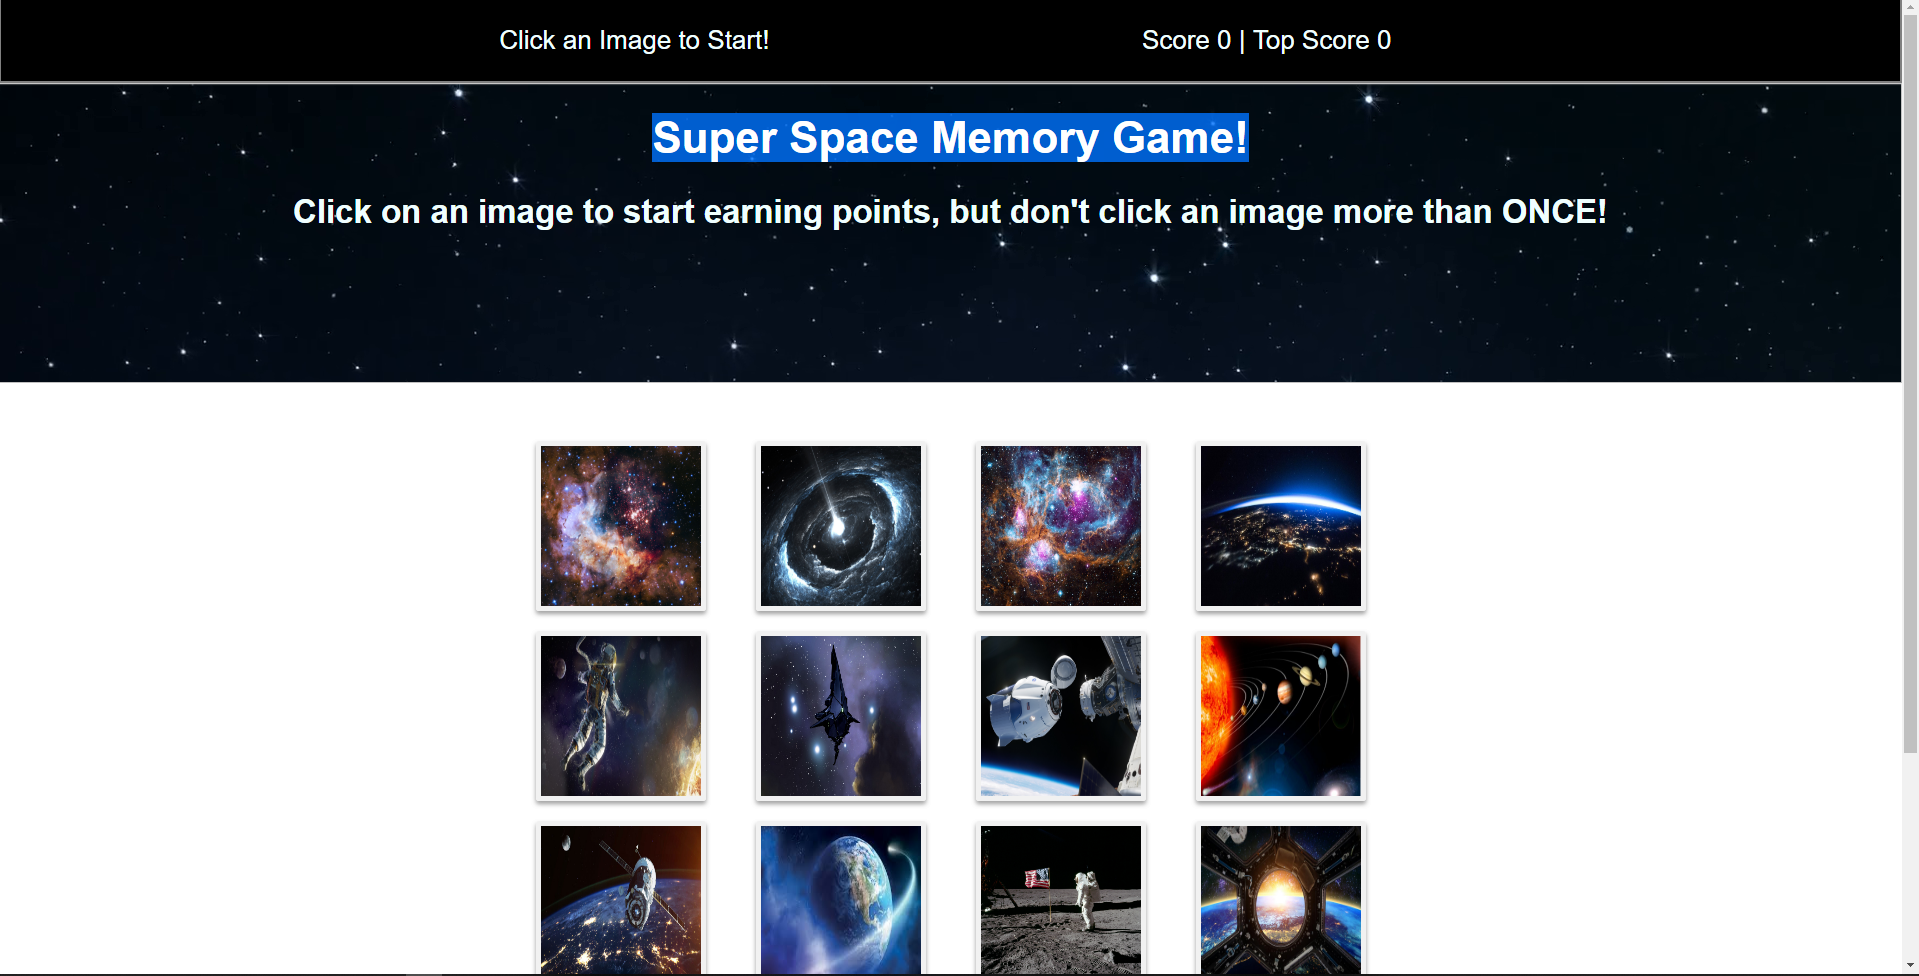 Click an Image to Start!
Score 0 | Top Score 0
Super Space Memory Game!
Click on an image to start earning points, but don't click an image more than ONCE!